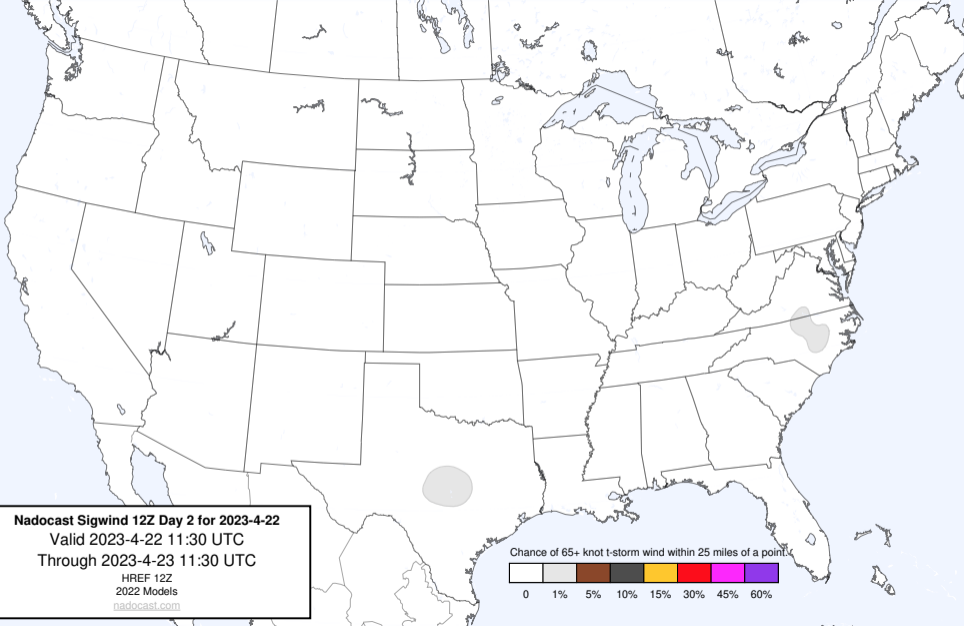 Nadocast Sigwind 12Z Day 2 for 2023-4-22
Valid 2023-4-22 11:30 UTC
Through 2023-4-23 11:30 UTC
HREF 12Z
2022 Models
nadocast.com
Chance of 65+ knot t-storm wind within 25 miles of a point.
0 1% 5% 10% 15% 30% 45% 60%